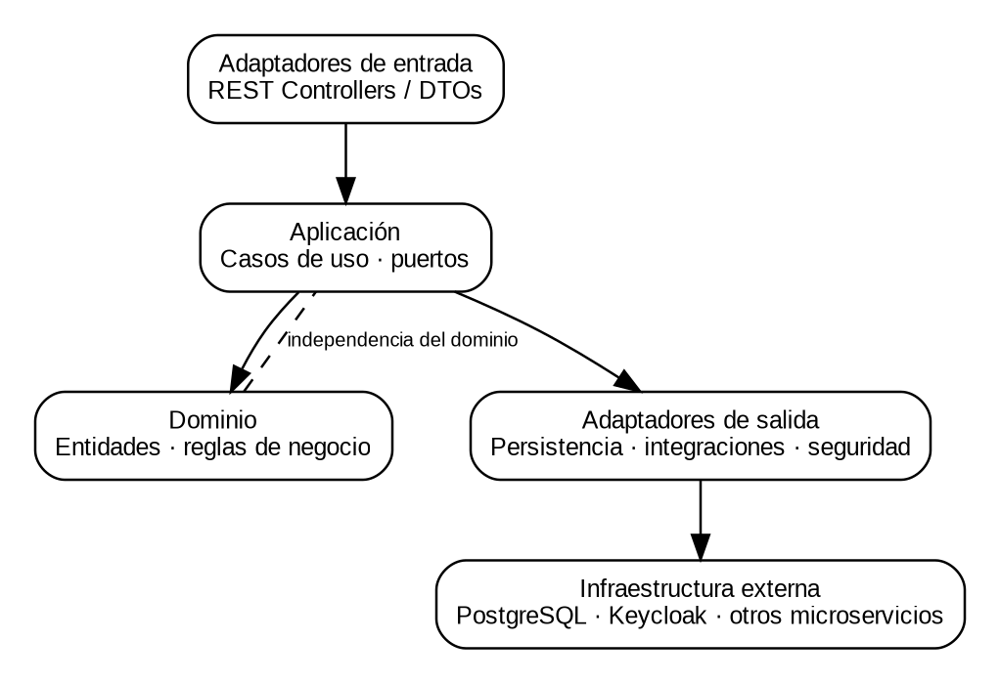 Adaptadores de entrada
REST Controllers / DTOs
Aplicación
Casos de uso · puertos
independencia del dominio
Dominio
Entidades · reglas de negocio
Adaptadores de salida
Persistencia · integraciones · seguridad
Infraestructura externa
PostgreSQL · Keycloak · otros microservicios